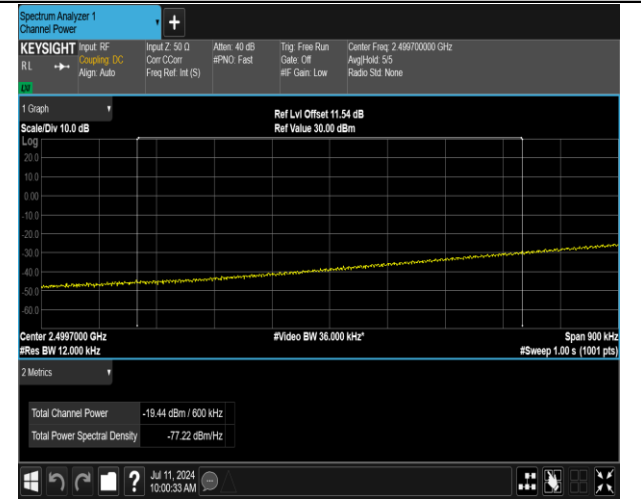 Spectrum Analyzer 1
Channel Power
+
KEYSIGHT Input: RF Input Z: 50 Ω Atten: 40 dB Trig: Free Run Center Freq: 2.499700000 GHz
RL Coupling: DC Corr CCorr #PNO: Fast Gate: Off Avg|Hold: 5/5
Align: Auto Freq Ref: Int (S) #IF Gain: Low Radio Std: None
1 Graph
Ref Lvl Offset 11.54 dB
Scale/Div 10.0 dB Ref Value 30.00 dBm
Log
20.0
10.0
0.00
-10.0
-20.0
-30.0
-40.0
-50.0
-60.0
Center 2.4997000 GHz #Video BW 36.000 kHz* Span 900 kHz
#Res BW 12.000 kHz #Sweep 1.00 s (1001 pts)
2 Metrics
Total Channel Power -19.44 dBm / 600 kHz
Total Power Spectral Density -77.22 dBm/Hz
? Jul 11, 2024
10:00:33 AM